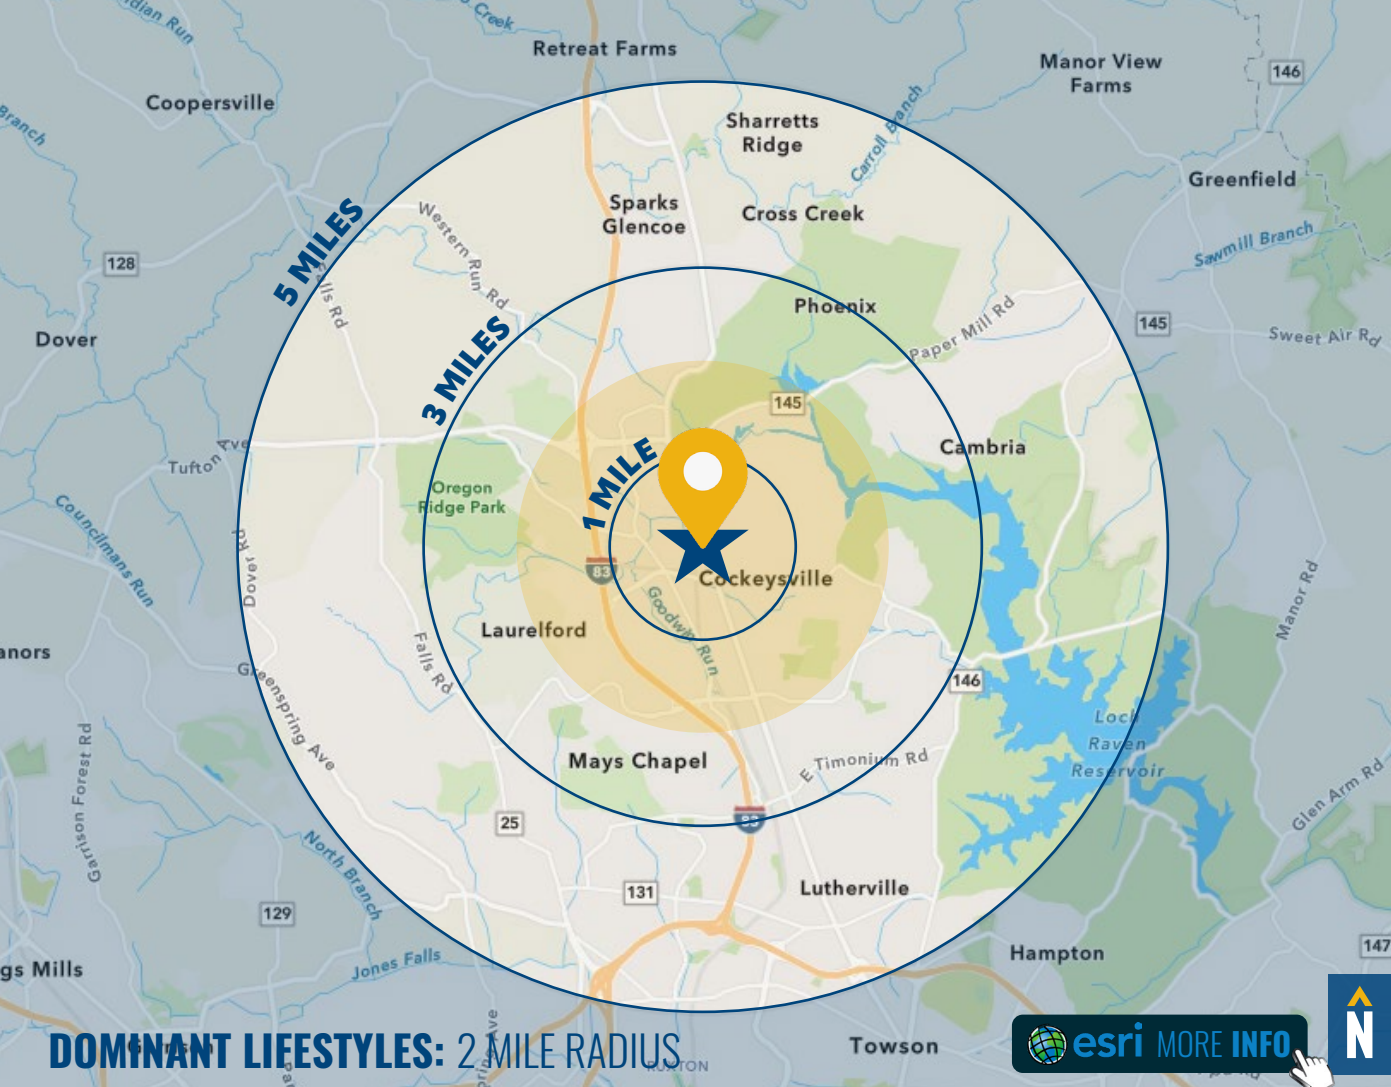 Indian Run
Creek
Retreat Farms
Manor View
Farms
146
Coopersville
Branch
Sharretts
Ridge
Carroll Branch
Greenfield
Sparks
Glencoe
Cross Creek
5 MILES
Western Run Rd
Sawmill Branch
128
Falls Rd
Phoenix
Paper Mill Rd
145
Dover
3 MILES
Sweet Air Rd
145
Tufton Ave
1 MILE
Cambria
Oregon
Ridge Park
Councilmans Run
Dover Rd
83
Cockeysville
Goodwin Run
Manor Rd
Laurelford
Falls Rd
anors
Greenspring Ave
146
Loch
Raven
Reservoir
Garrison Forest Rd
Mays Chapel
E Timonium Rd
Glen Arm Rd
25
83
North Branch
131
Lutherville
129
Jones Falls
Hampton
147
gs Mills
N
DOMINANT LIFESTYLES: 2 MILE RADIUS
Towson
esri MORE INFO